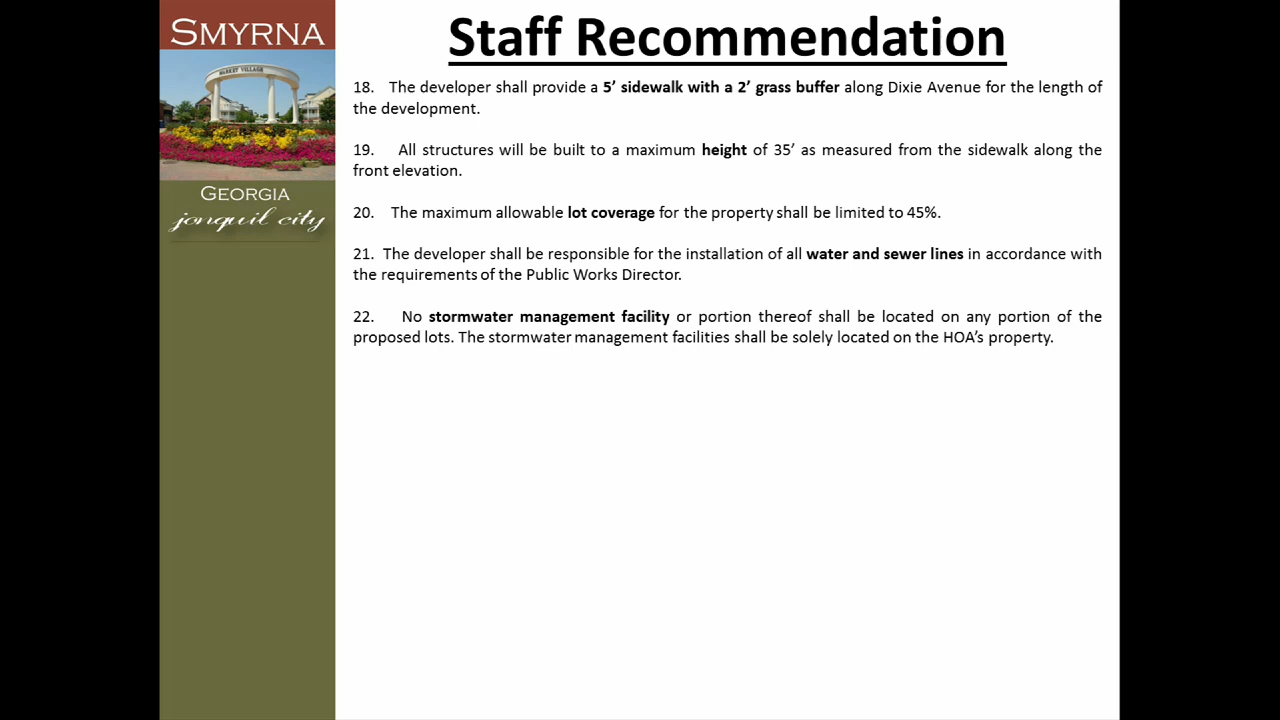 SMYRNA
MARKET VILLAGE
GEORGIA
jonquil city
Staff Recommendation
18. The developer shall provide a 5’ sidewalk with a 2’ grass buffer along Dixie Avenue for the length of
the development.
19. All structures will be built to a maximum height of 35’ as measured from the sidewalk along the
front elevation.
20. The maximum allowable lot coverage for the property shall be limited to 45%.
21. The developer shall be responsible for the installation of all water and sewer lines in accordance with
the requirements of the Public Works Director.
22. No stormwater management facility or portion thereof shall be located on any portion of the
proposed lots. The stormwater management facilities shall be solely located on the HOA’s property.